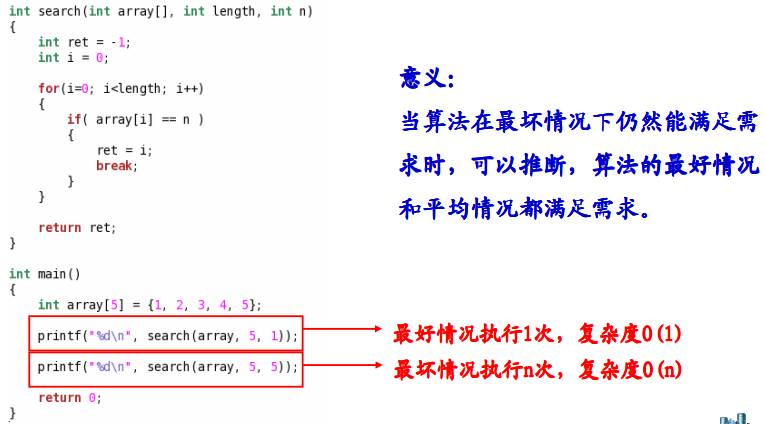 int search(int array[], int length, int n)
{
    int ret = -1;
    int i = 0;
    for(i=0; i<length; i++)
    {
        if( array[i] == n )
        {
            ret = i;
            break;
        }
    }
    return ret;
}
int main()
{
    int array[5] = {1, 2, 3, 4, 5};
    printf("%d\n", search(array, 5, 1));
    printf("%d\n", search(array, 5, 5));
    return 0;
}
意义：
当算法在最坏情况下仍然能满足需
求时，可以推断，算法的最好情况
和平均情况都满足需求。
最好情况执行1次，复杂度O(1)
最坏情况执行n次，复杂度O(n)